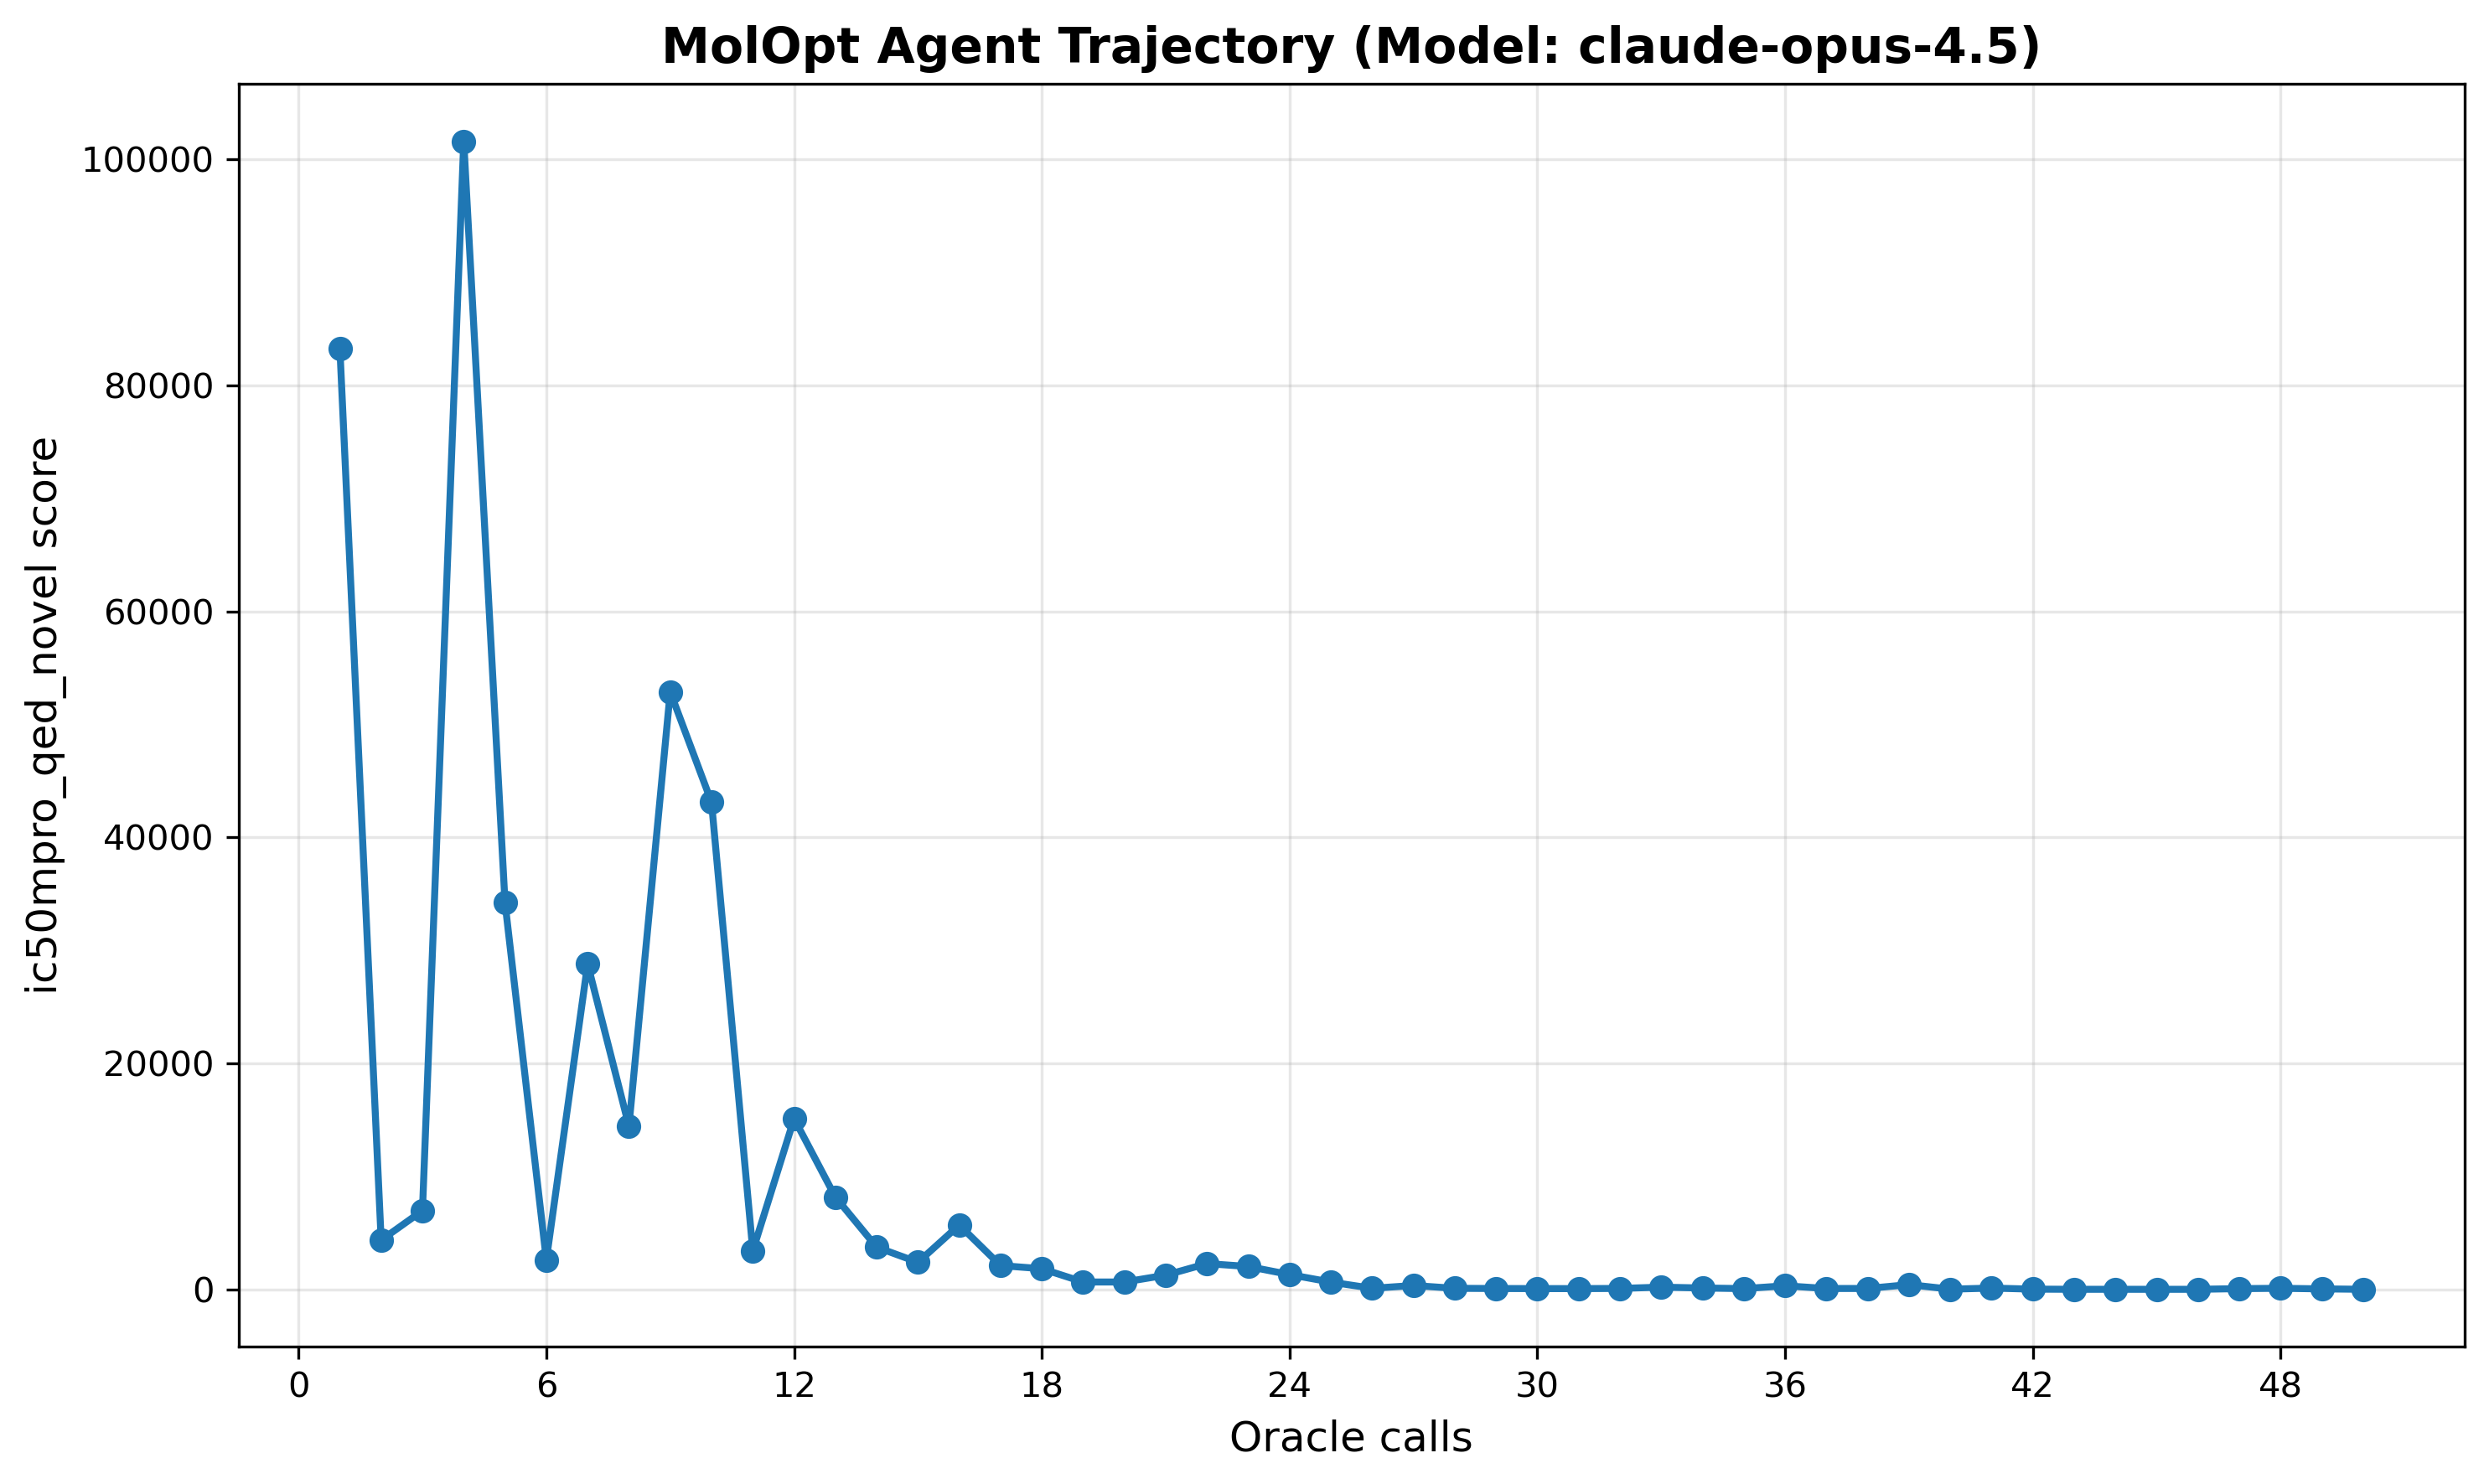 MolOpt Agent Trajectory (Model: claude-opus-4.5)
ic50mpro_qed_novel score
100000
80000
60000
40000
20000
0
0 6 12 18 24 30 36 42 48
Oracle calls